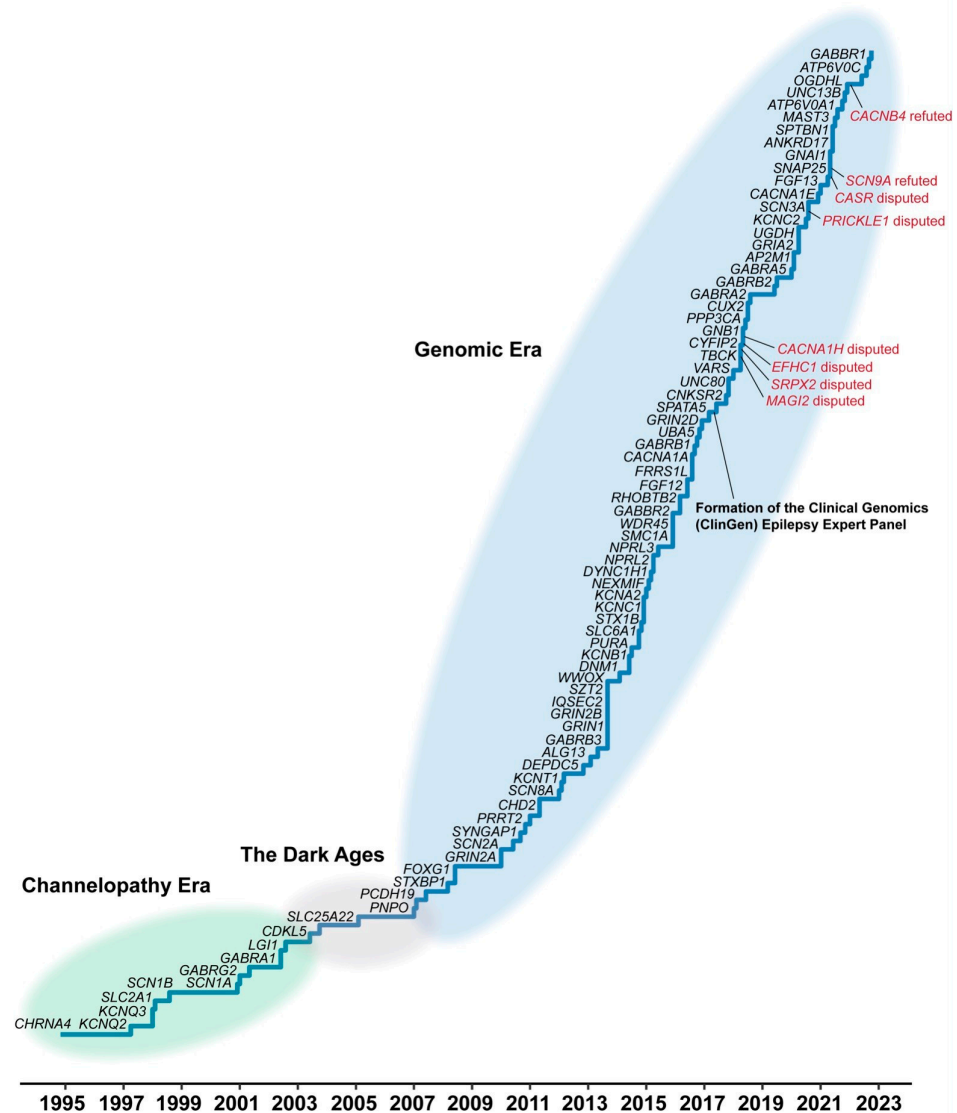 GABBR1
ATP6V0C
OGDHL
UNC13B
ATP6V0A1
CACNB4 refuted
MAST3
SPTBN1
ANKRD17
GNAI1
SNAP25
FGF13
SCN9A refuted
CACNA1E
CASR disputed
SCN3A
KCNC2
PRICKLE1 disputed
UGDH
GRIA2
AP2M1
GABRA5
GABRB2
GABRA2
CUX2
PPP3CA
GNB1
CYFIP2
Genomic Era
CACNA1H disputed
TBCK
VARS
EFHC1 disputed
UNC80
SRPX2 disputed
CNKSR2
MAGI2 disputed
SPATA5
GRIN2D
UBA5
GABRB1
CACNA1A
FRRS1L
FGF12
RHOBTB2
GABBR2
Formation of the Clinical Genomics
(ClinGen) Epilepsy Expert Panel
WDR45
SMC1A
NPRL3
NPRL2
DYNC1H1
NEXMIF
KCNA2
KCNC1
STX1B
SLC6A1
PURA
KCNB1
DNM1
WWOX
SZT2
IQSEC2
GRIN2B
GRIN1
GABRB3
ALG13
DEPDC5
KCNT1
SCN8A
CHD2
PRRT2
SYNGAP1
SCN2A
GRIN2A
The Dark Ages
FOXG1
STXBP1
Channelopathy Era
PCDH19
PNPO
SLC25A22
CDKL5
LGI1
GABRA1
GABRG2
SCN1B SCN1A
SLC2A1
KCNQ3
CHRNA4 KCNQ2
1995 1997 1999 2001 2003 2005 2007 2009 2011 2013 2015 2017 2019 2021 2023